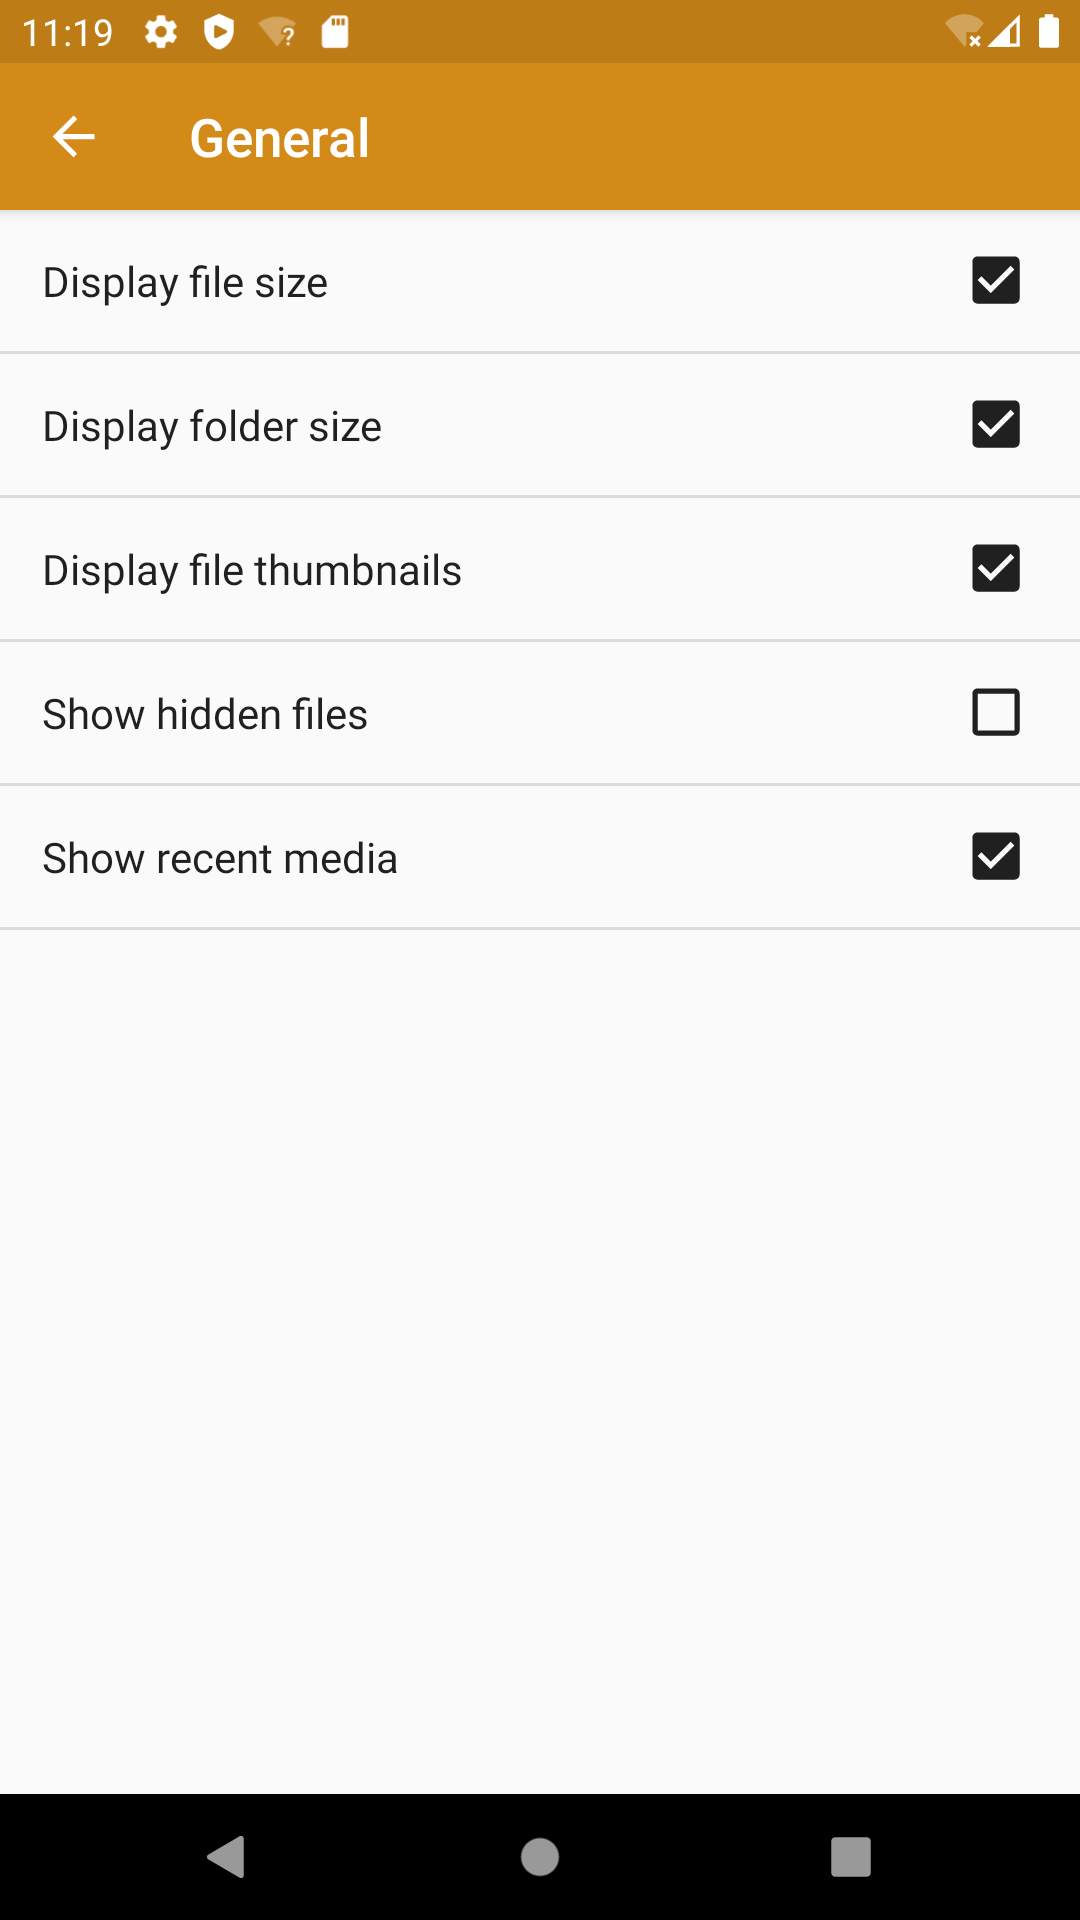 11:19
General
Display file size
Display folder size
Display file thumbnails
Show hidden files
Show recent media